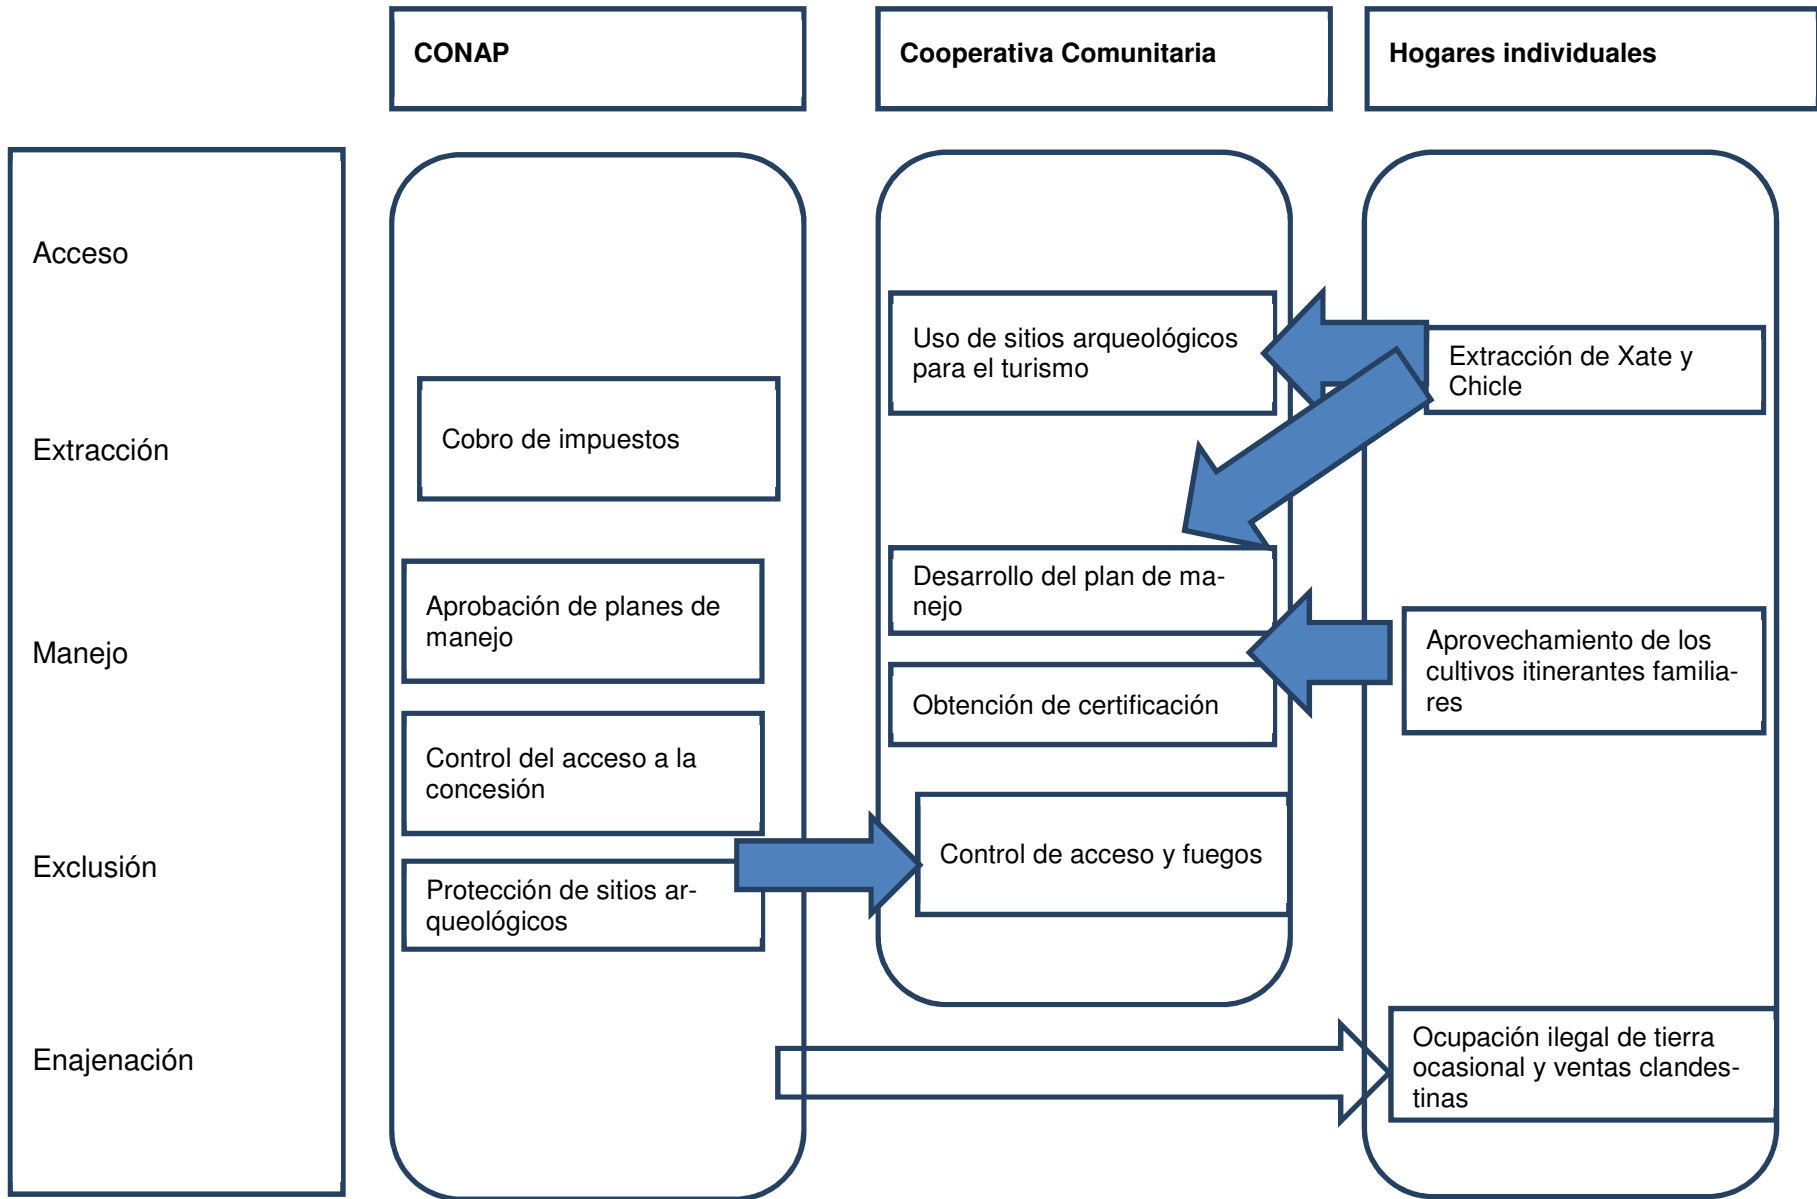 CONAP
Cooperativa Comunitaria
Hogares individuales
Acceso
Extracción
Manejo
Exclusión
Enajenación
Cobro de impuestos
Aprobación de planes de
manejo
Control del acceso a la
concesión
Protección de sitios ar-
queológicos
Uso de sitios arqueológicos
para el turismo
Desarrollo del plan de ma-
nejo
Obtención de certificación
Control de acceso y fuegos
Extracción de Xate y
Chicle
Aprovechamiento de los
cultivos itinerantes familia-
res
Ocupación ilegal de tierra
ocasional y ventas clandes-
tinas